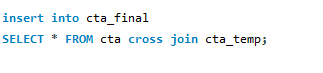 insert into cta_final
SELECT * FROM cta cross join cta_temp;